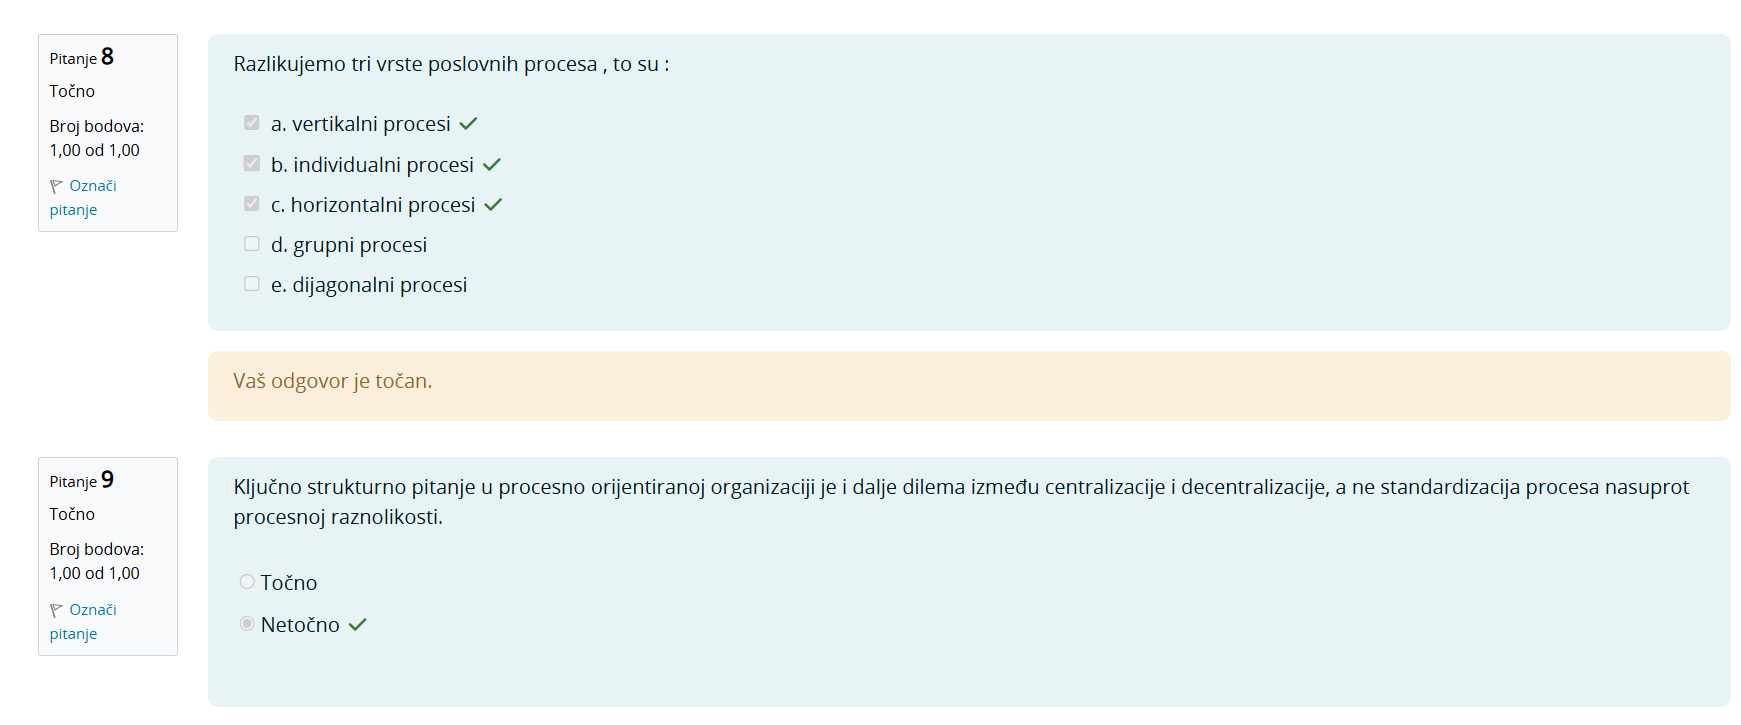 Pitanje 8
Točno
Broj bodova:
1,00 od 1,00
Označi
pitanje
Razlikujemo tri vrste poslovnih procesa , to su :
a. vertikalni procesi
b. individualni procesi
c. horizontalni procesi
d. grupni procesi
e. dijagonalni procesi
Vaš odgovor je točan.
Pitanje 9
Točno
Broj bodova:
1,00 od 1,00
Označi
pitanje
Ključno strukturno pitanje u procesno orijentiranoj organizaciji je i dalje dilema između centralizacije i decentralizacije, a ne standardizacija procesa nasuprot
procesnoj raznolikosti.
Točno
Netočno